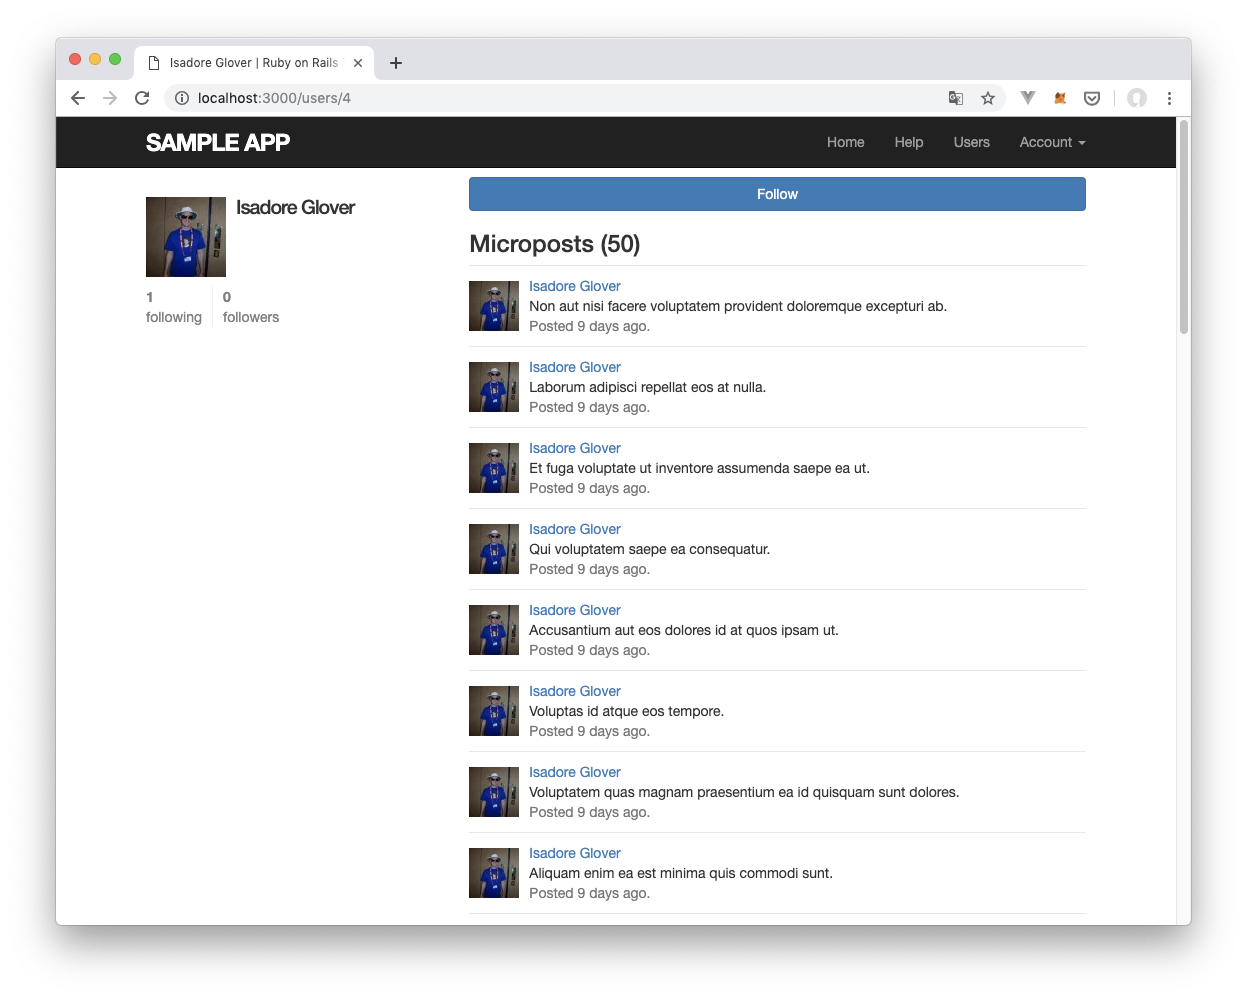 Isadore Glover | Ruby on Rails
localhost:3000/users/4
SAMPLE APP
Home
Help
Users
Account
Isadore Glover
1
following
0
followers
Follow
Microposts (50)
Isadore Glover
Non aut nisi facere voluptatem provident doloremque excepturi ab.
Posted 9 days ago.
Isadore Glover
Laborum adipisci repellat eos at nulla.
Posted 9 days ago.
Isadore Glover
Et fuga voluptate ut inventore assumenda saepe ea ut.
Posted 9 days ago.
Isadore Glover
Qui voluptatem saepe ea consequatur.
Posted 9 days ago.
Isadore Glover
Accusantium aut eos dolores id at quos ipsam ut.
Posted 9 days ago.
Isadore Glover
Voluptas id atque eos tempore.
Posted 9 days ago.
Isadore Glover
Voluptatem quas magnam praesentium ea id quisquam sunt dolores.
Posted 9 days ago.
Isadore Glover
Aliquam enim ea est minima quis commodi sunt.
Posted 9 days ago.